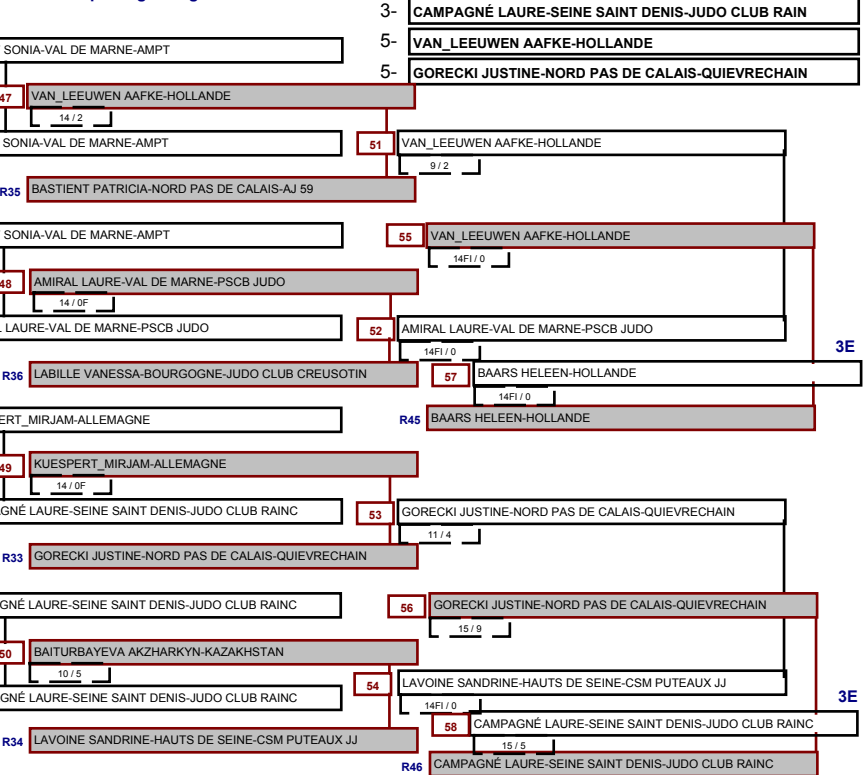 3- CAMPAGNÉ LAURE-SEINE SAINT DENIS-JUDO CLUB RAIN
5- VAN_LEEUWEN AAFKE-HOLLANDE
5- GORECKI JUSTINE-NORD PAS DE CALAIS-QUIEVRECHAIN
SONIA-VAL DE MARNE-AMPT
47 VAN_LEEUWEN AAFKE-HOLLANDE
14 / 2
SONIA-VAL DE MARNE-AMPT
51 VAN_LEEUWEN AAFKE-HOLLANDE
9 / 2
R35 BASTIENT PATRICIA-NORD PAS DE CALAIS-AJ 59
SONIA-VAL DE MARNE-AMPT
55 VAN_LEEUWEN AAFKE-HOLLANDE
14FI / 0
48 AMIRAL LAURE-VAL DE MARNE-PSCB JUDO
14 / 0F
LAURE-VAL DE MARNE-PSCB JUDO
52 AMIRAL LAURE-VAL DE MARNE-PSCB JUDO
14FI / 0
3E
R36 LABILLE VANESSA-BOURGOGNE-JUDO CLUB CREUSOTIN
57 BAARS HELEEN-HOLLANDE
14FI / 0
R45 BAARS HELEEN-HOLLANDE
ERT_MIRJAM-ALLEMAGNE
49 KUESPERT_MIRJAM-ALLEMAGNE
14 / 0F
GNÉ LAURE-SEINE SAINT DENIS-JUDO CLUB RAINC
53 GORECKI JUSTINE-NORD PAS DE CALAIS-QUIEVRECHAIN
11 / 4
R33 GORECKI JUSTINE-NORD PAS DE CALAIS-QUIEVRECHAIN
GNÉ LAURE-SEINE SAINT DENIS-JUDO CLUB RAINC
56 GORECKI JUSTINE-NORD PAS DE CALAIS-QUIEVRECHAIN
15 / 9
50 BAITURBAYEVA AKZHARKYN-KAZAKHSTAN
10 / 5
GNÉ LAURE-SEINE SAINT DENIS-JUDO CLUB RAINC
54 LAVOINE SANDRINE-HAUTS DE SEINE-CSM PUTEAUX JJ
14FI / 0
3E
58 CAMPAGNÉ LAURE-SEINE SAINT DENIS-JUDO CLUB RAINC
15 / 5
R34 LAVOINE SANDRINE-HAUTS DE SEINE-CSM PUTEAUX JJ
R46 CAMPAGNÉ LAURE-SEINE SAINT DENIS-JUDO CLUB RAINC